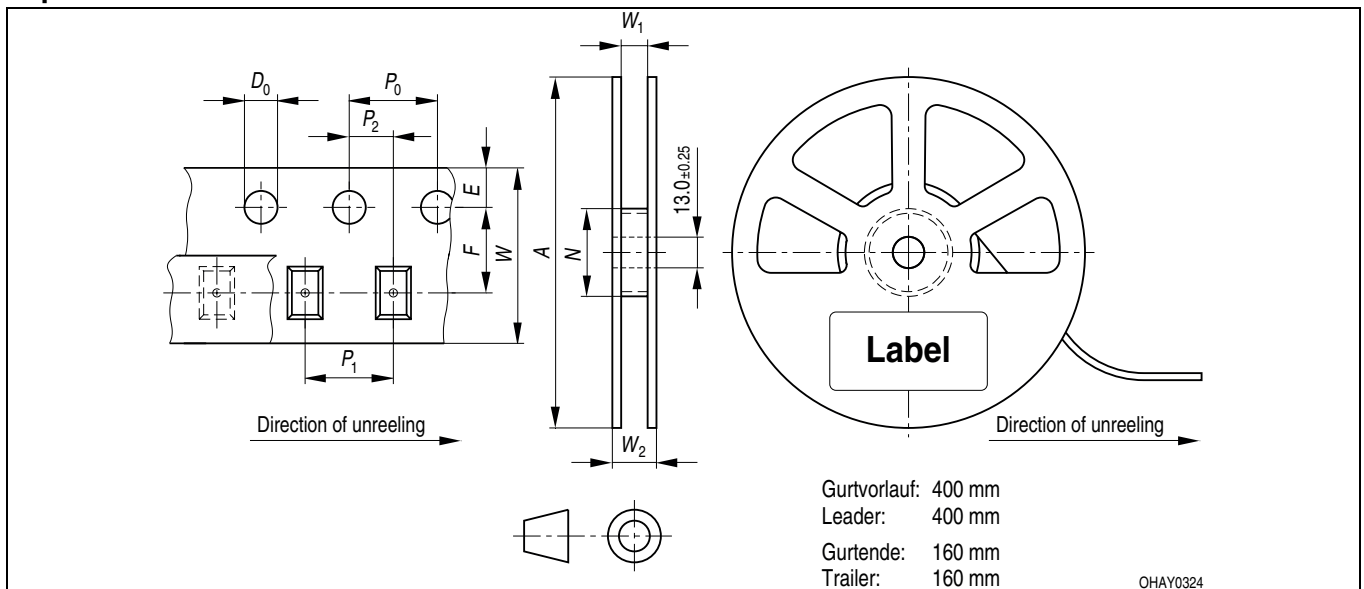 W1
D0
P0
P2
E
F
W
A
N
13.0±0.25
Label
P1
Direction of unreeling
W2
Direction of unreeling
Gurtvorlauf: 400 mm
Leader: 400 mm
Gurtende: 160 mm
Trailer: 160 mm
OHAY0324